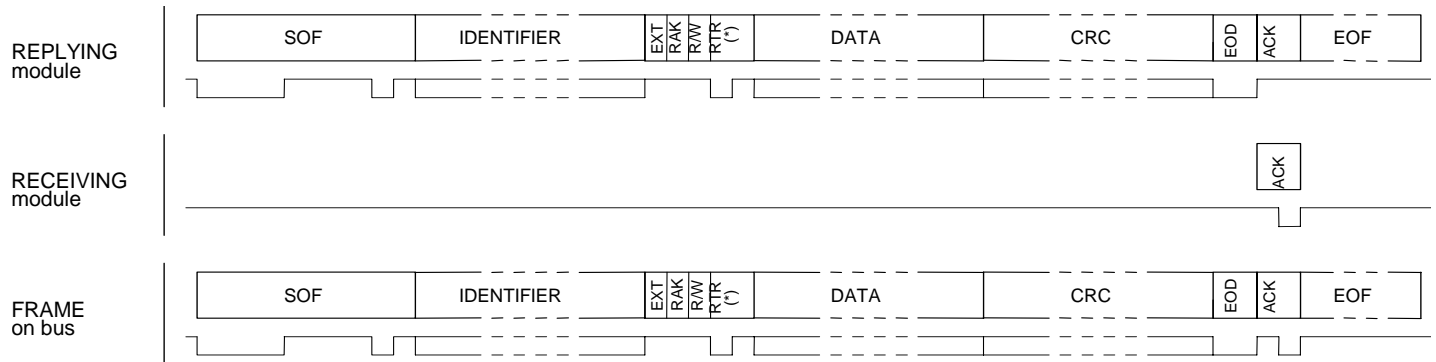 REPLYING
module
SOF IDENTIFIER EXT RAK R/W RTR (*) DATA CRC EOD ACK EOF
RECEIVING
module
ACK
FRAME
on bus
SOF IDENTIFIER EXT RAK R/W RTR (*) DATA CRC EOD ACK EOF